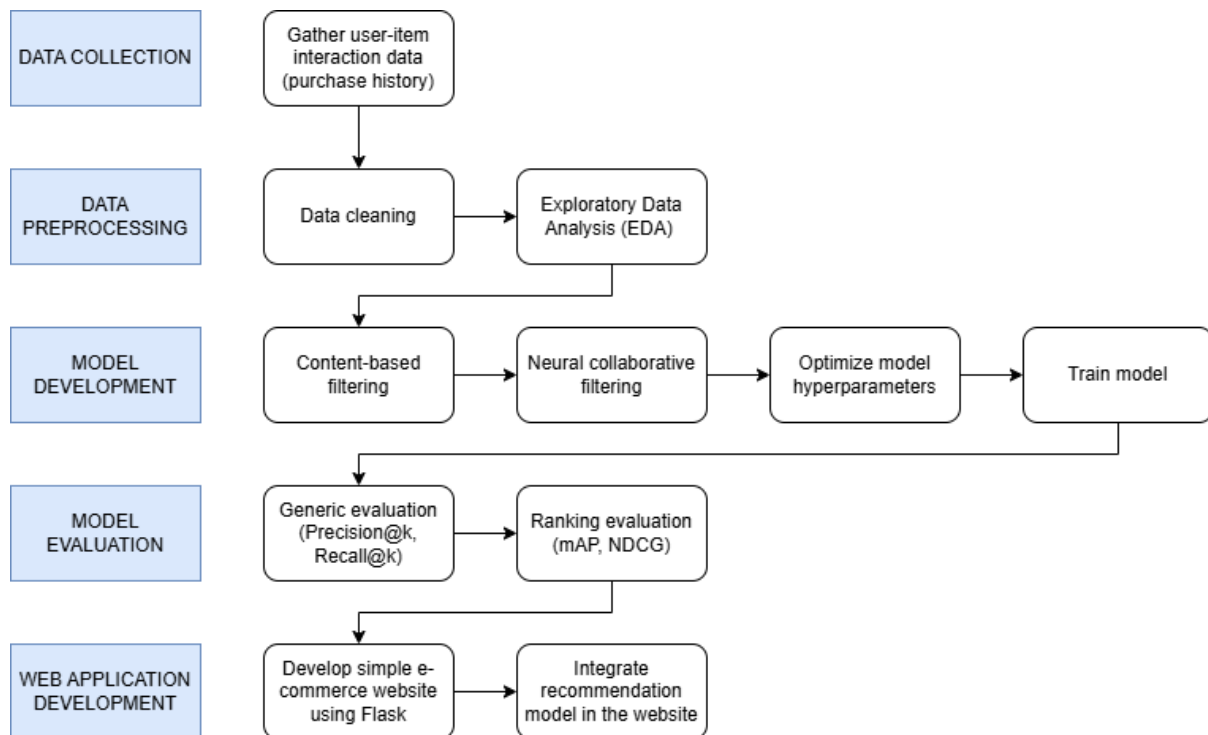 DATA COLLECTION
Gather user-item
interaction data
(purchase history)
DATA
PREPROCESSING
Data cleaning
Exploratory Data
Analysis (EDA)
MODEL
DEVELOPMENT
Content-based
filtering
Neural collaborative
filtering
Optimize model
hyperparameters
Train model
MODEL
EVALUATION
Generic evaluation
(Precision@k,
Recall@k)
Ranking evaluation
(mAP, NDCG)
WEB APPLICATION
DEVELOPMENT
Develop simple e-
commerce website
using Flask
Integrate
recommendation
model in the website